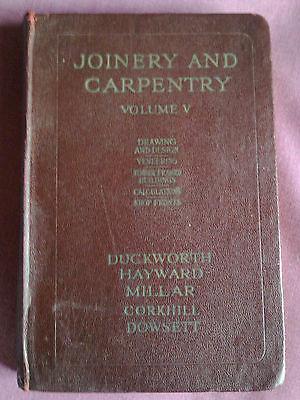 JOINERY AND
CARPENTRY
VOLUME V
DRAWING
AND DESIGN
VENEERING
TIMBER FRAMED
BUILDINGS
CALCULATIONS
SHOP FRONTS
DUCKWORTH
HAYWARD
MILLAR
CORKHILL
DOWSETT